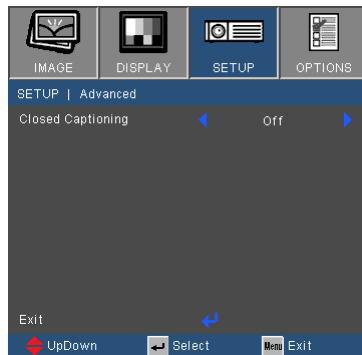 IMAGE DISPLAY SETUP OPTIONS
SETUP | Advanced
Closed Captioning Off
Exit
UpDown Select Menu Exit